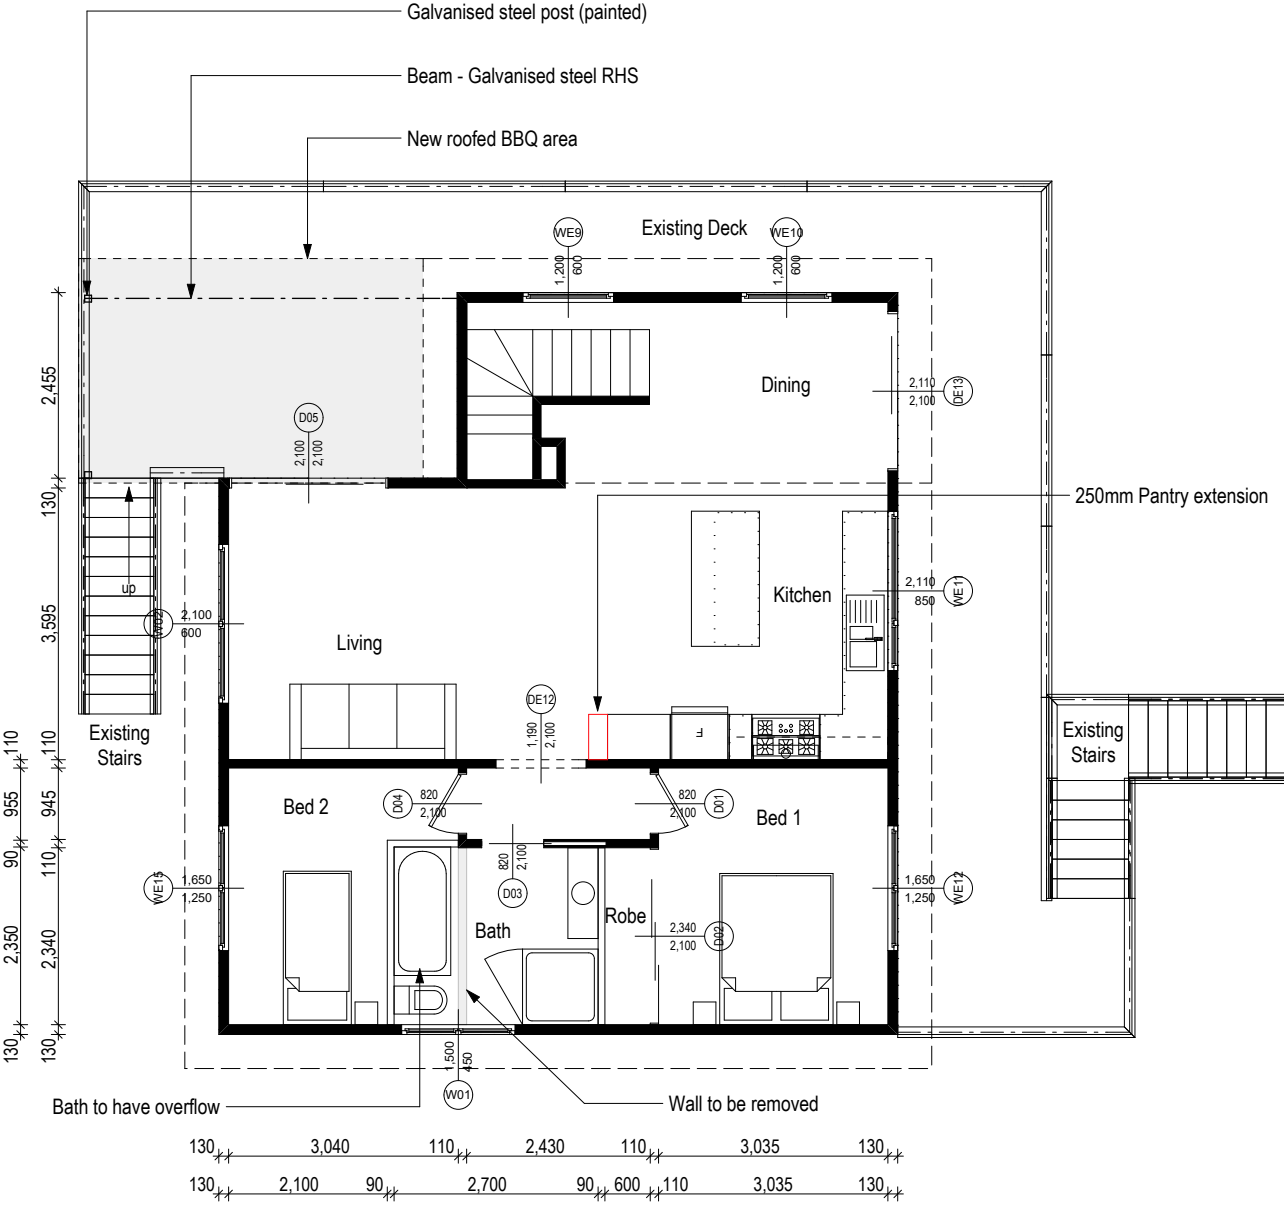 Galvanised steel post (painted)
Beam - Galvanised steel RHS
New roofed BBQ area
Existing Deck
WE9
1,200
600
WE10
1,200
600
2,455
Dining
2,110
2,100
DE13
D05
2,100
2,100
130
250mm Pantry extension
up
2,110
850
WE11
Kitchen
3,595
W02
2,100
600
Living
DE12
1,190
2,100
F
Existing
Stairs
Existing
Stairs
110
110
955
945
Bed 2
D04
820
2,100
820
2,100
D01
Bed 1
90
110
820
2,100
D03
WE15
1,650
1,250
1,650
1,250
WE12
Bath
Robe
2,340
2,100
D02
2,350
2,340
130
130
1,500
450
W01
Bath to have overflow
Wall to be removed
130
3,040
110
2,430
110
3,035
130
130
2,100
90
2,700
90
600
110
3,035
130